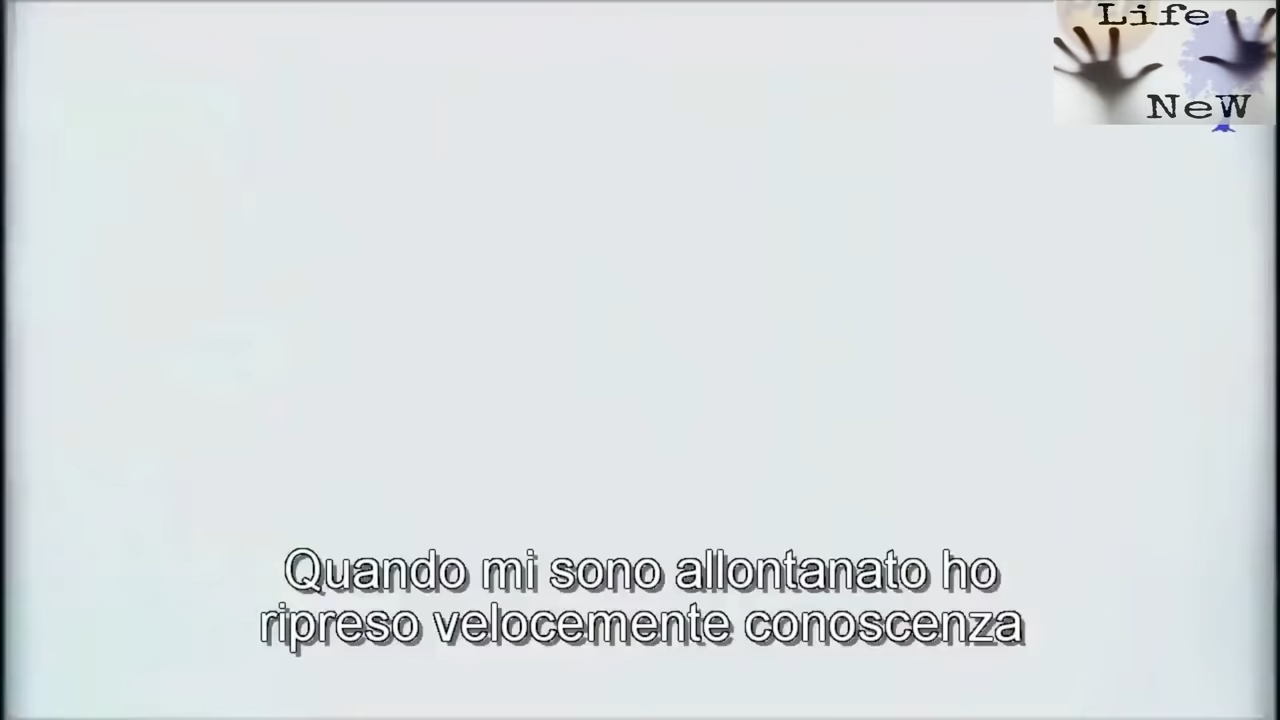 Life
NeW
Quando mi sono allontanato ho
ripreso velocemente conoscenza